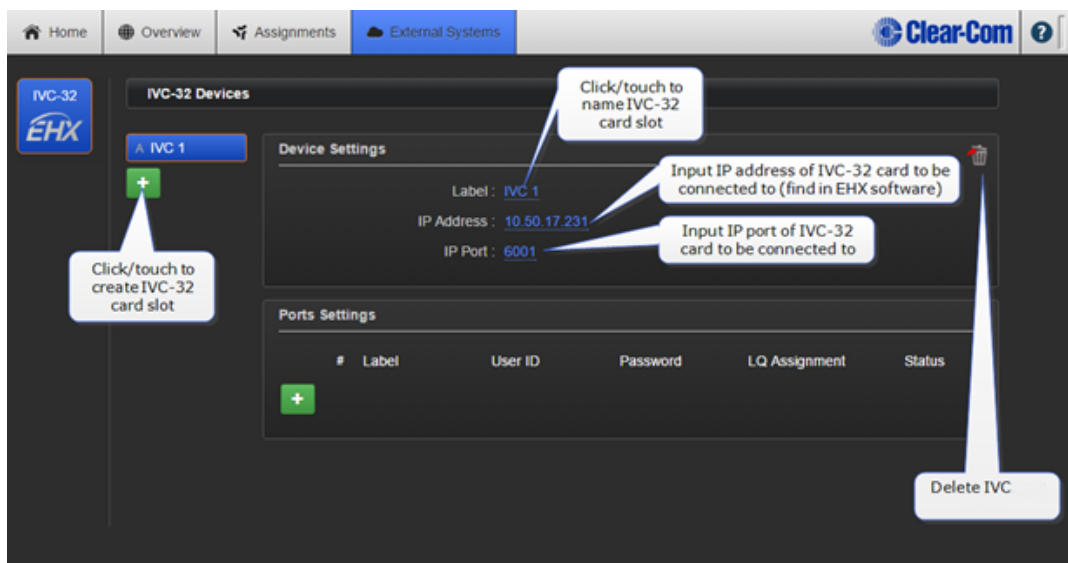 Home
Overview
Assignments
External Systems
Clear-Com
?
IVC-32
EHX
IVC-32 Devices
A IVC 1
Click/touch to
create IVC-32
card slot
Device Settings
Label : IVC 1
IP Address : 10.50.17.231
IP Port : 6001
Click/touch to
name IVC-32
card slot
Input IP address of IVC-32 card to be
connected to (find in EHX software)
Input IP port of IVC-32
card to be connected to
Ports Settings
# Label User ID Password LQ Assignment Status
Delete IVC